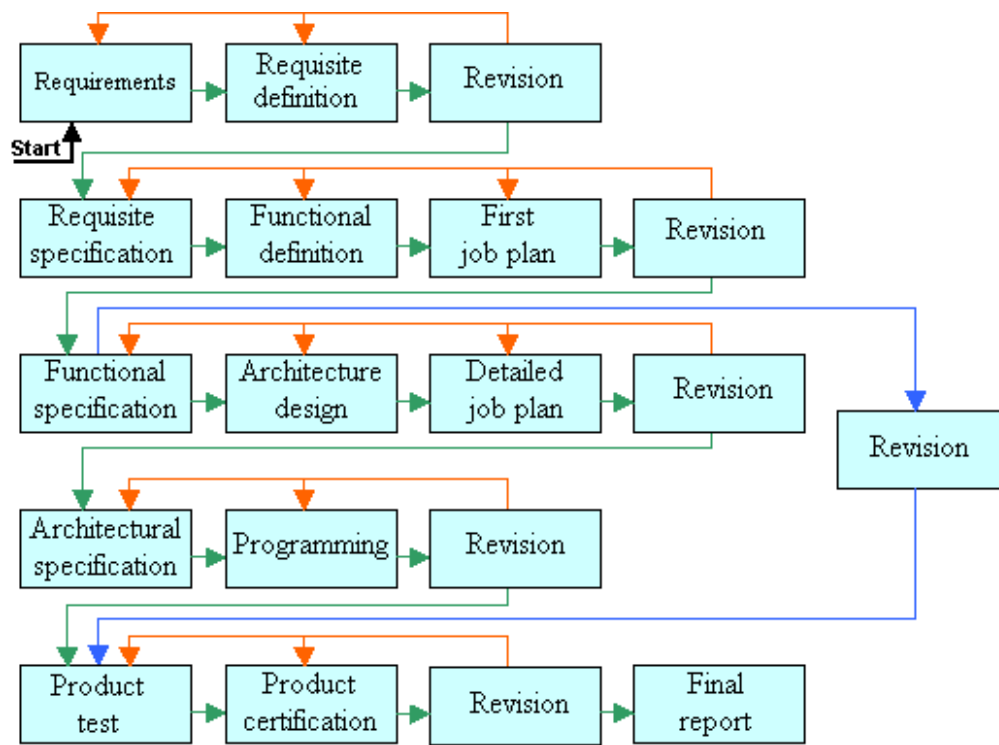 Requirements
Requisite
definition
Revision
Start
Requisite
specification
Functional
definition
First
job plan
Revision
Functional
specification
Architecture
design
Detailed
job plan
Revision
Revision
Architectural
specification
Programming
Revision
Product
test
Product
certification
Revision
Final
report